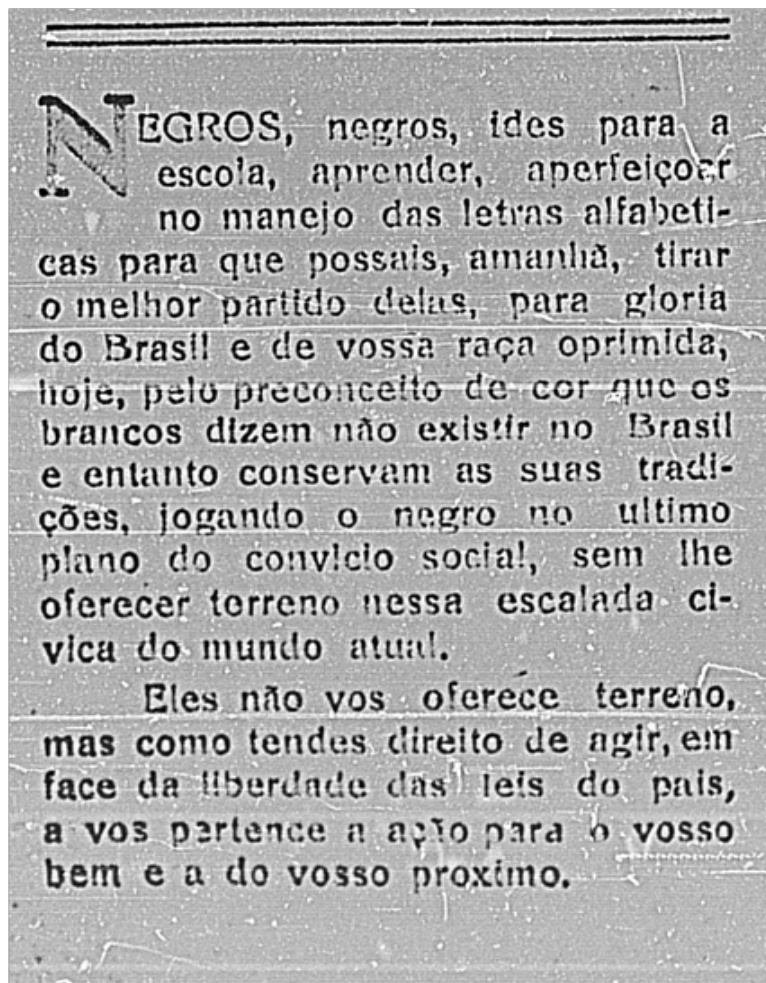 NEGROS, negros, ides para a
escola, aprender, aperfeiçoar
no manejo das letras alfabeti-
cas para que possais, amanhã, tirar
o melhor partido delas, para gloria
do Brasil e de vossa raça oprimida,
hoje, pelo preconceito de cor que os
brancos dizem não existir no Brasil
e entanto conservam as suas tradi-
ções, jogando o negro no ultimo
plano do convicio social, sem lhe
oferecer terreno nessa escalada ci-
vica do mundo atual.
Eles não vos oferece terreno,
mas como tendes direito de agir, em
face da liberdade das leis do pais,
a vos pertence a ação para o vosso
bem e a do vosso proximo.